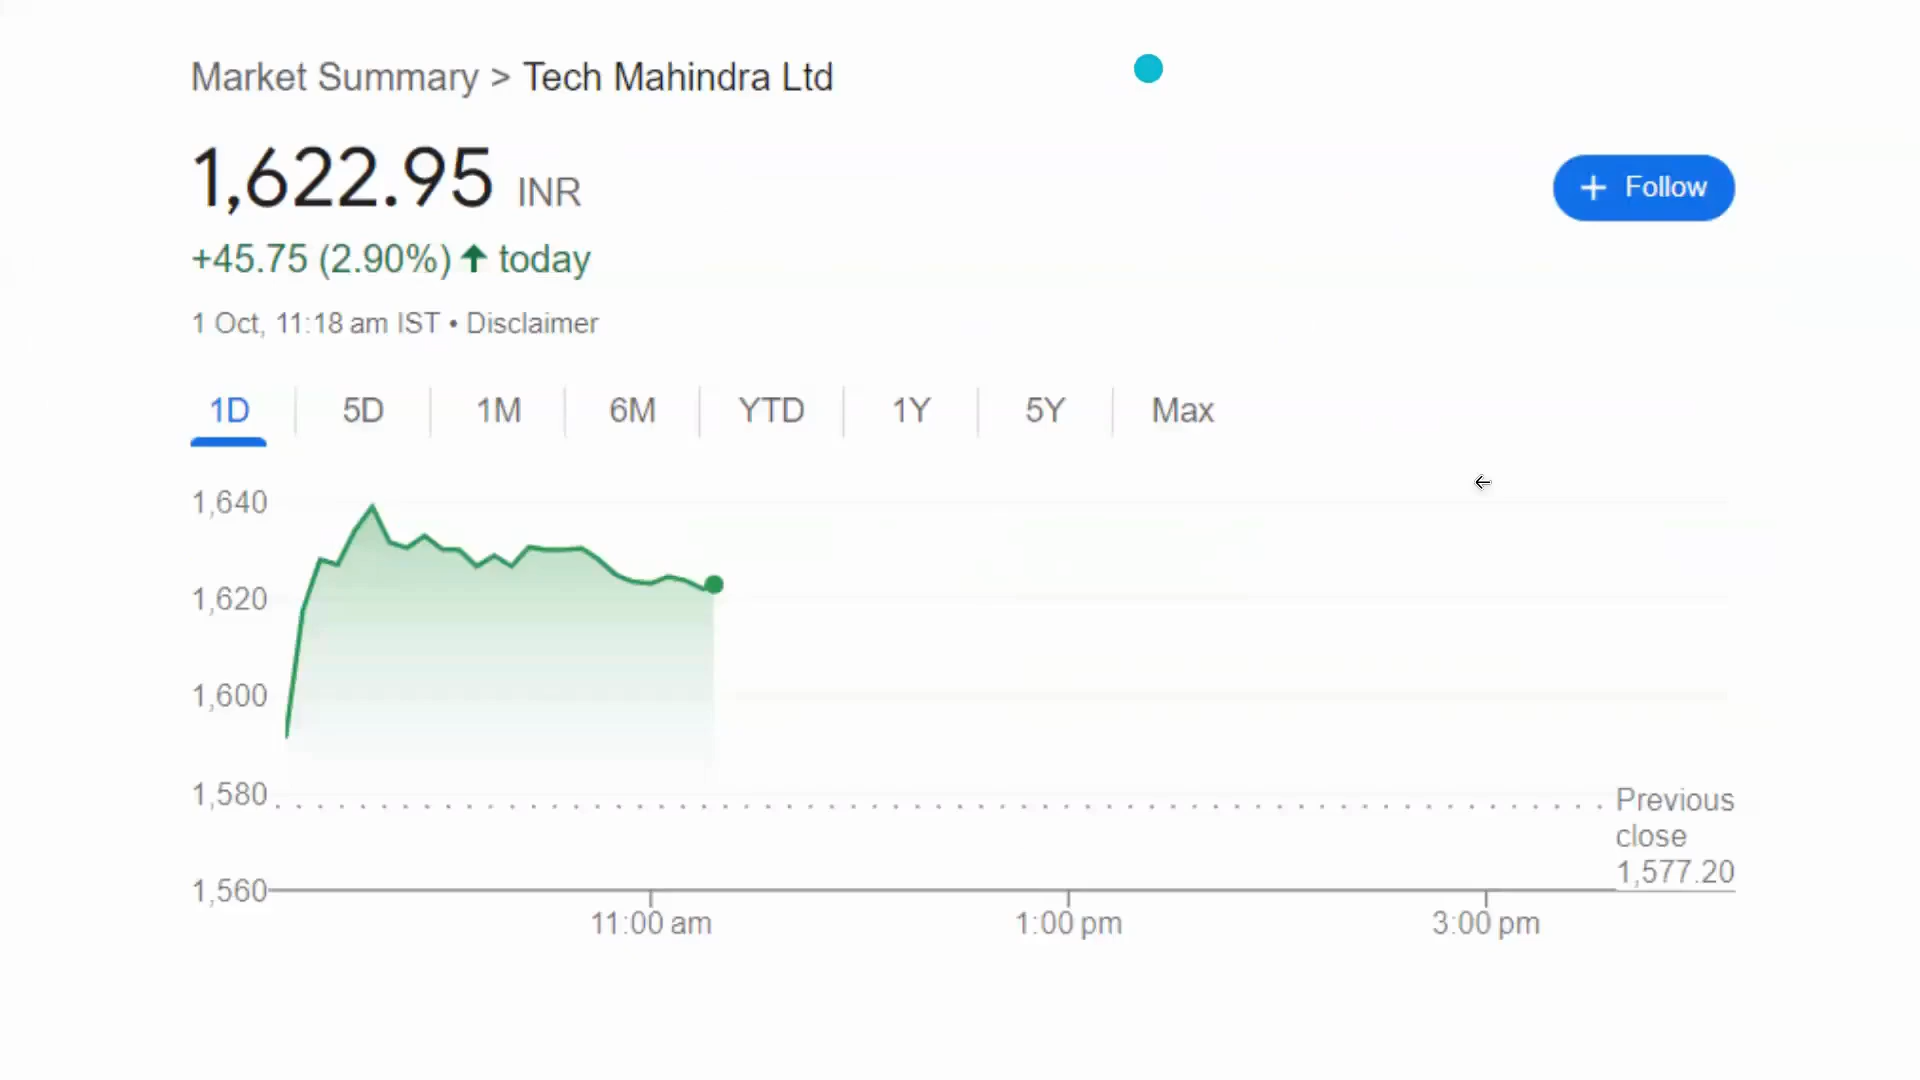 Market Summary > Tech Mahindra Ltd
1,622.95 INR
+ Follow
+45.75 (2.90%) ↑ today
1 Oct, 11:18 am IST • Disclaimer
1D 5D 1M 6M YTD 1Y 5Y Max
1,640
1,620
1,600
1,580
1,560
Previous
close
1,577.20
11:00 am 1:00 pm 3:00 pm